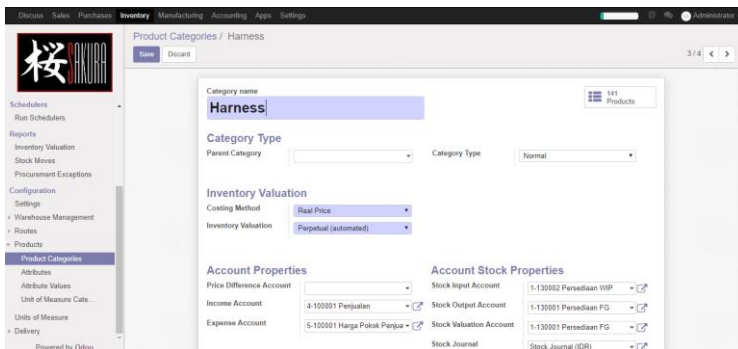 Discuss Sales Purchases Inventory Manufacturing Accounting Apps Settings
Administrator
Product Categories / Harness
Save Discard
3 / 4
桜 SAKURA
Schedulers
Run Schedulers
Reports
Inventory Valuation
Stock Moves
Procurement Exceptions
Configuration
Settings
Warehouse Management
Routes
Products
Product Categories
Attributes
Attribute Values
Unit of Measure Cate...
Units of Measure
Delivery
Powered by Odoo
Category name
Harness
141
Products
Category Type
Parent Category
Category Type Normal
Inventory Valuation
Costing Method Real Price
Inventory Valuation Perpetual (automated)
Account Properties
Price Difference Account
Income Account 4-100001 Penjualan
Expense Account 5-100001 Harga Pokok Penjua
Account Stock Properties
Stock Input Account 1-130002 Persediaan WIP
Stock Output Account 1-130001 Persediaan FG
Stock Valuation Account 1-130001 Persediaan FG
Stock Journal Stock Journal (IDR)